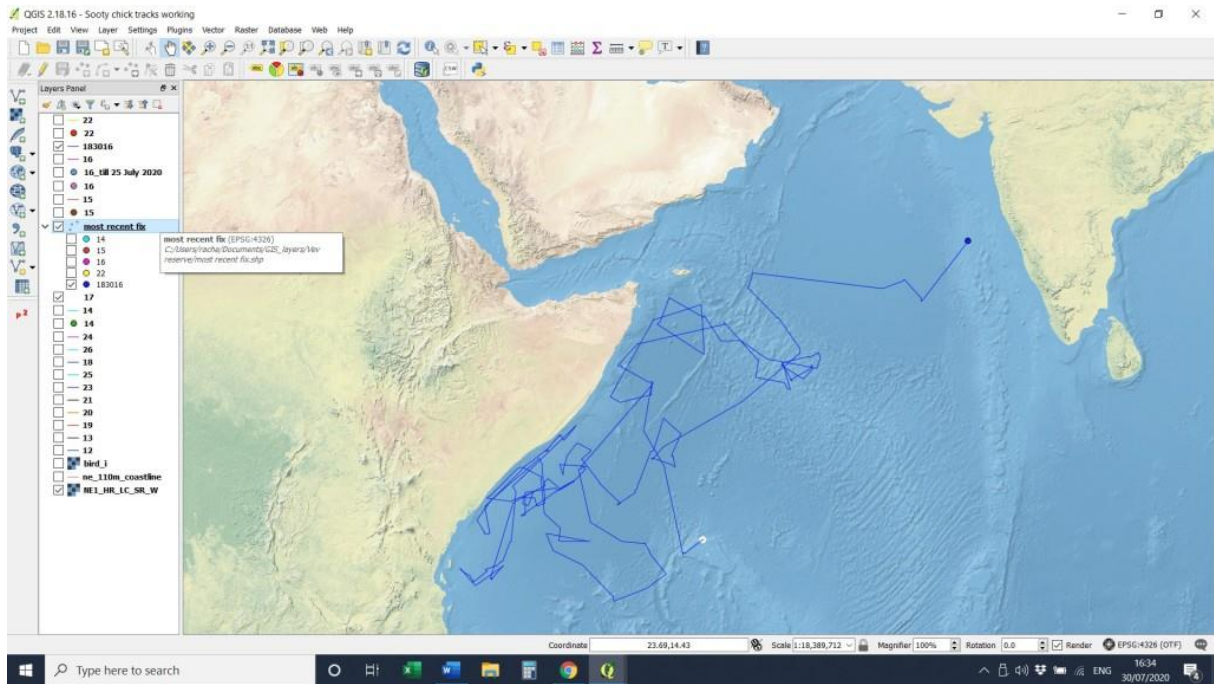 QGIS 2.18.16 - Sooty chick tracks working
Project Edit View Layer Settings Plugins Vector Raster Database Web Help
Layers Panel
22
22
183016
16
16_till 25 July 2020
16
15
15
most recent fix
14
15
16
22
183016
most recent fix (EPSG:4326)
C:/Users/rache/Documents/GIS_layers/Vev
reserve/most recent fix.shp
17
14
14
24
26
18
25
23
21
20
19
13
12
bird_i
ne_110m_coastline
NE1_HR_LC_SR_W
Coordinate 23.69,14.43 Scale 1:18,389,712 Magnifier 100% Rotation 0.0 Render EPSG:4326 (OTF)
Type here to search
ENG 16:34
30/07/2020